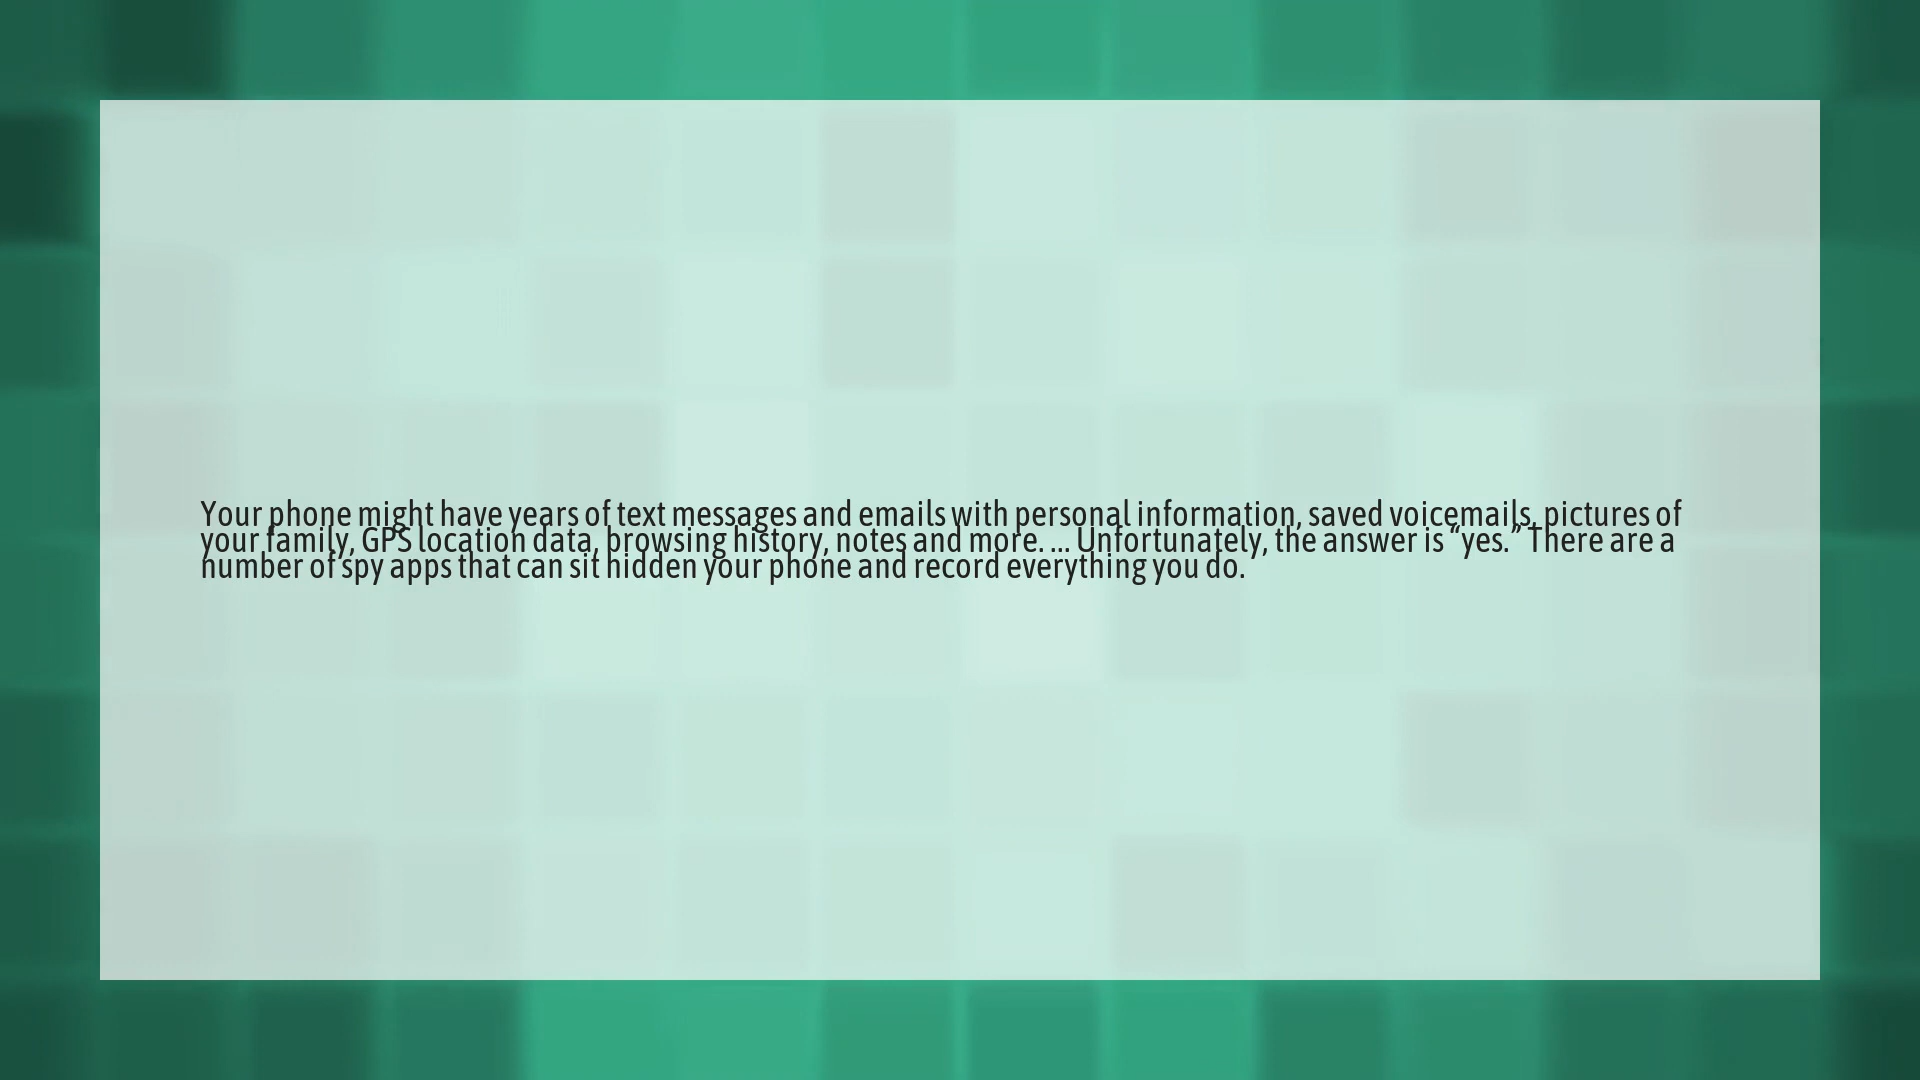 Your phone might have years of text messages and emails with personal information, saved voicemails, pictures of
your family, GPS location data, browsing history, notes and more. ... Unfortunately, the answer is “yes.” There are a
number of spy apps that can sit hidden your phone and record everything you do.